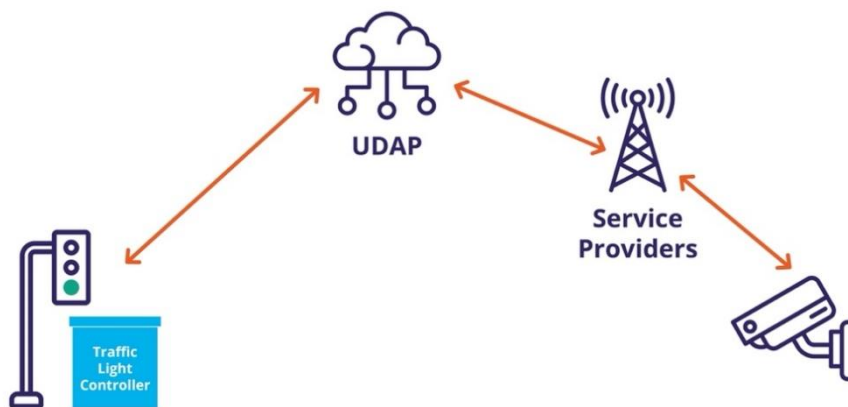 UDAP
Service
Providers
Traffic
Light
Controller